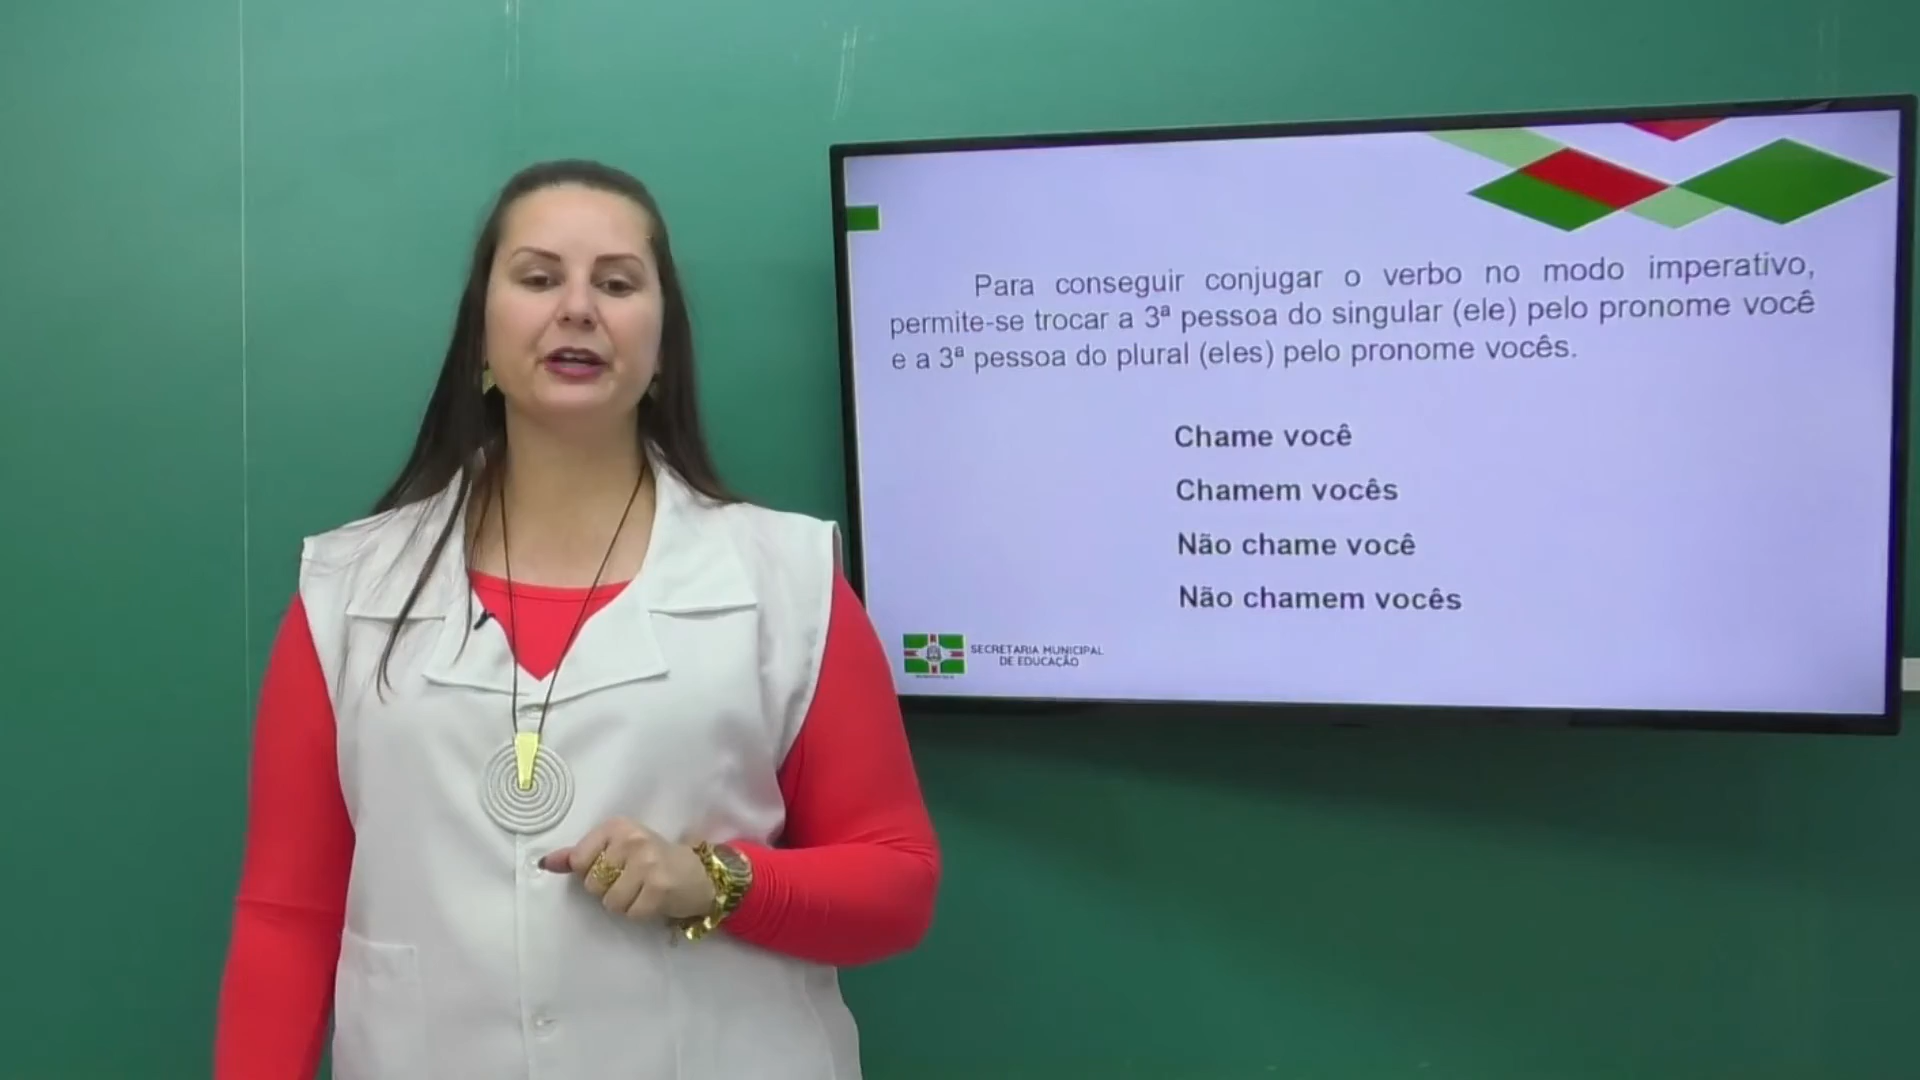 Para conseguir conjugar o verbo no modo imperativo,
permite-se trocar a 3ª pessoa do singular (ele) pelo pronome você
e a 3ª pessoa do plural (eles) pelo pronome vocês.
Chame você
Chamem vocês
Não chame você
Não chamem vocês
SECRETARIA MUNICIPAL
DE EDUCAÇÃO